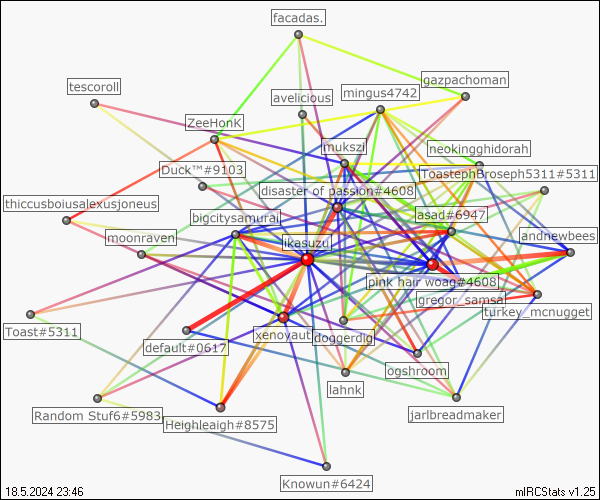 facadas.
tescoroll
gazpachoman
avelicious
mingus4742
ZeeHonK
mukszi
neokingghidorah
Duck™#9103
ToastephBroseph5311#5311
disaster of passion#4608
thiccusboiusalexusjoneus
bigcitysamurai
asad#6947
moonraven
ikasuzu
andnewbees
pink hair woag#4608
gregor_samsa
turkey_mcnugget
Toast#5311
default#0617
xenoyaut
doggerdig
ogshroom
lahnk
Random Stuf6#5983
Heighleaigh#8575
jarlbreadmaker
Knowun#6424
18.5.2024 23:46
mIRCStats v1.25